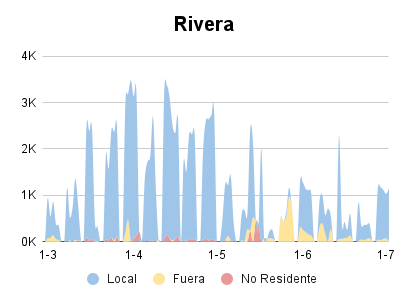 Rivera
4K
3K
2K
1K
0K
1-3 1-4 1-5 1-6 1-7
Local Fuera No Residente